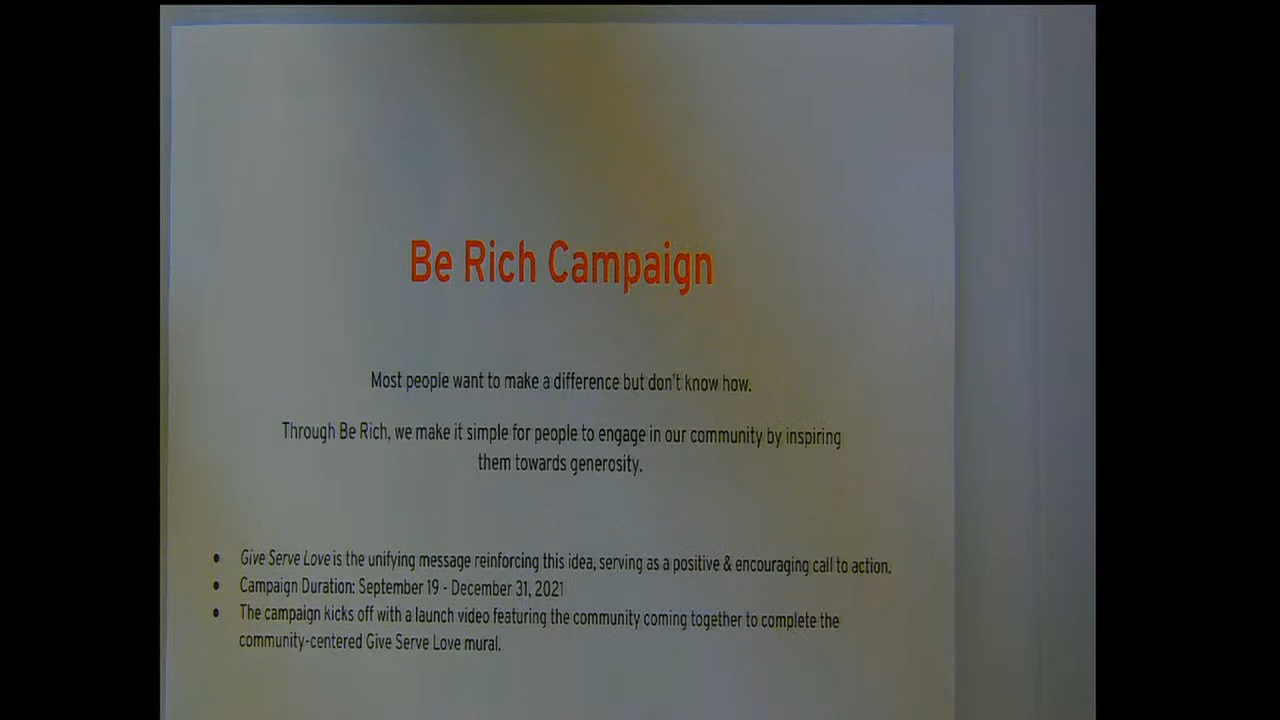 Be Rich Campaign
Most people want to make a difference but don't know how.
Through Be Rich, we make it simple for people to engage in our community by inspiring
them towards generosity.
• Give Serve Love is the unifying message reinforcing this idea, serving as a positive & encouraging call to action.
• Campaign Duration: September 19 - December 31, 2021
• The campaign kicks off with a launch video featuring the community coming together to complete the
community-centered Give Serve Love mural.